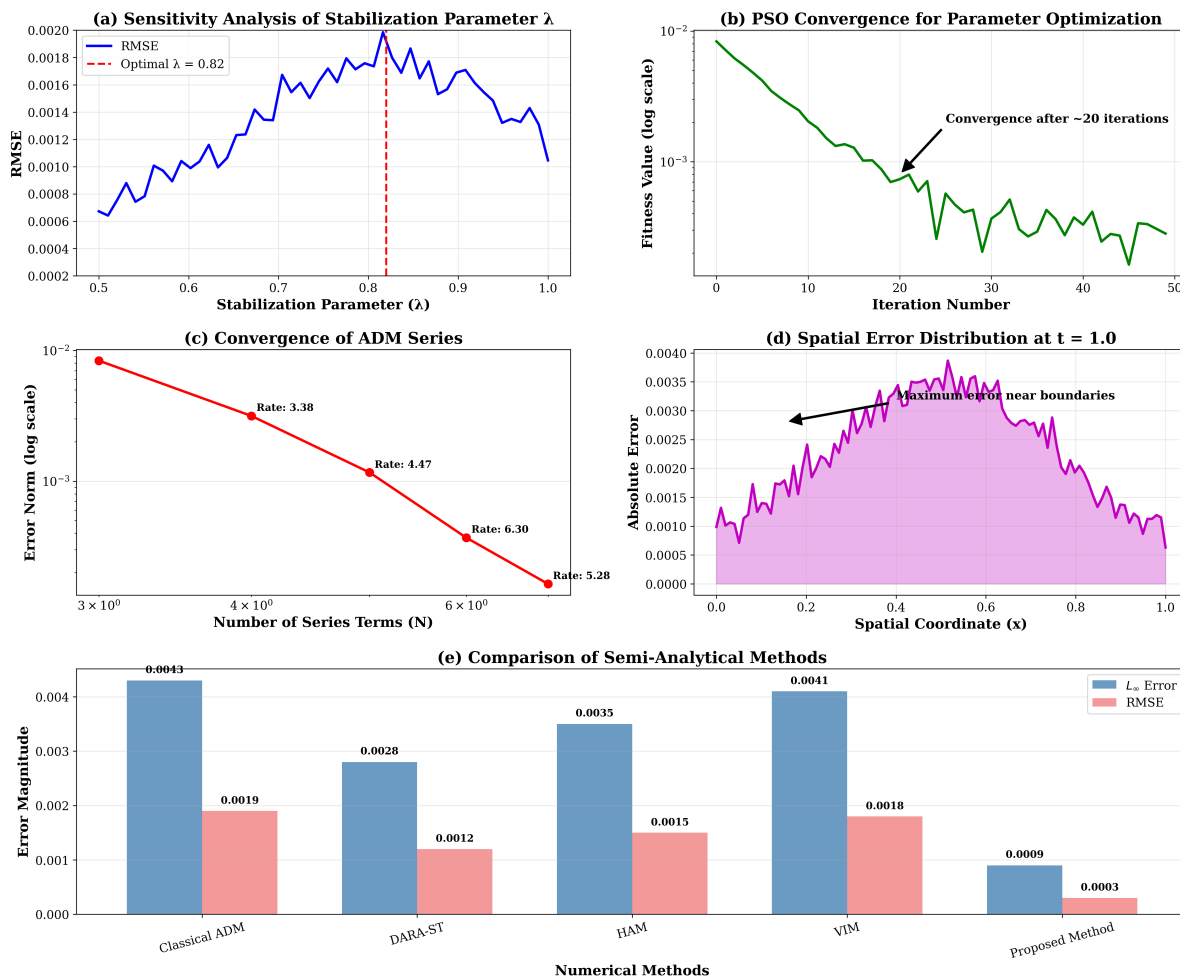 (a) Sensitivity Analysis of Stabilization Parameter λ
RMSE
Optimal λ = 0.82
0.0020
0.0018
0.0016
0.0014
0.0012
0.0010
0.0008
0.0006
0.0004
0.0002
RMSE
0.5
0.6
0.7
0.8
0.9
1.0
Stabilization Parameter (λ)
(b) PSO Convergence for Parameter Optimization
10⁻²
10⁻³
Fitness Value (log scale)
Convergence after ~20 iterations
0
10
20
30
40
50
Iteration Number
(c) Convergence of ADM Series
10⁻²
10⁻³
Error Norm (log scale)
Rate: 3.38
Rate: 4.47
Rate: 6.30
Rate: 5.28
3 × 10⁰
4 × 10⁰
6 × 10⁰
Number of Series Terms (N)
(d) Spatial Error Distribution at t = 1.0
0.0040
0.0035
0.0030
0.0025
0.0020
0.0015
0.0010
0.0005
0.0000
Absolute Error
Maximum error near boundaries
0.0
0.2
0.4
0.6
0.8
1.0
Spatial Coordinate (x)
(e) Comparison of Semi-Analytical Methods
L∞ Error
RMSE
0.004
0.003
0.002
0.001
0.000
Error Magnitude
0.0043
0.0019
0.0028
0.0012
0.0035
0.0015
0.0041
0.0018
0.0009
0.0003
Classical ADM
DARA-ST
HAM
VIM
Proposed Method
Numerical Methods